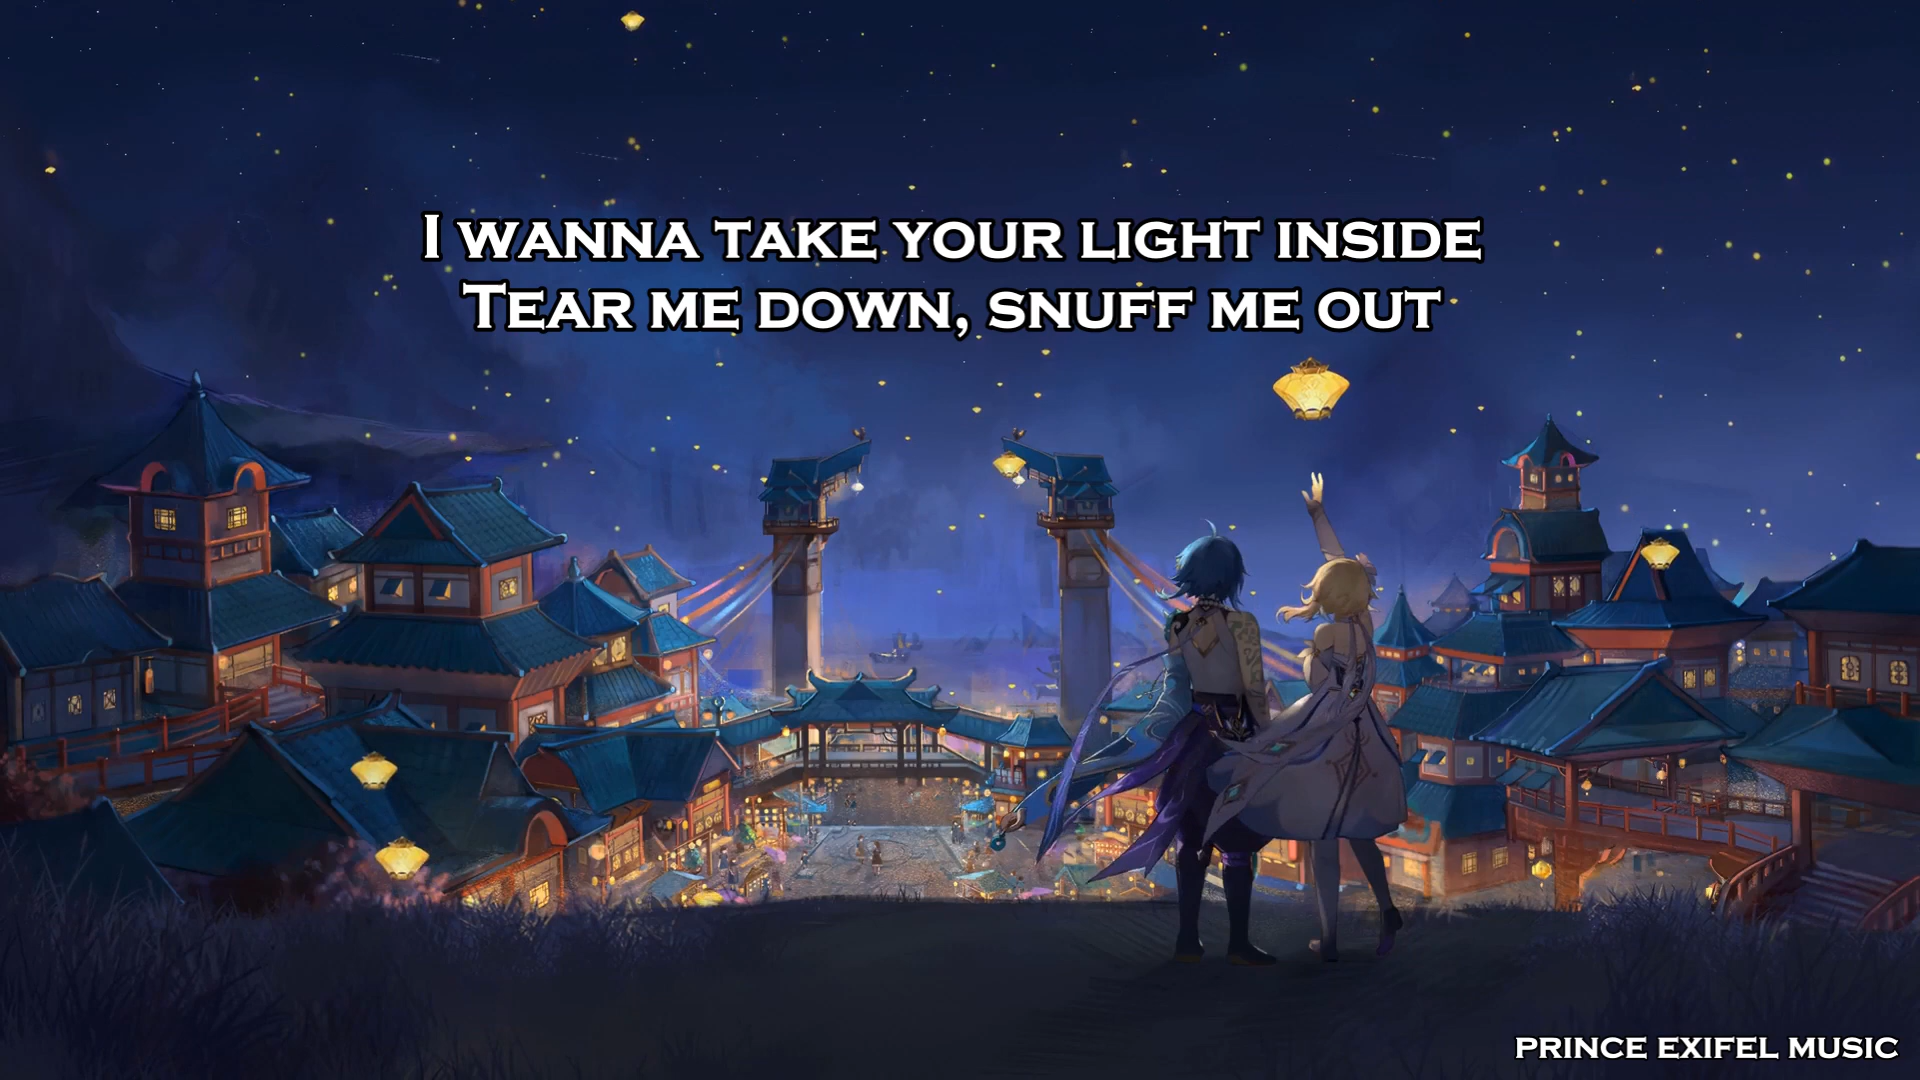 I WANNA TAKE YOUR LIGHT INSIDE
TEAR ME DOWN, SNUFF ME OUT
PRINCE EXIFEL MUSIC